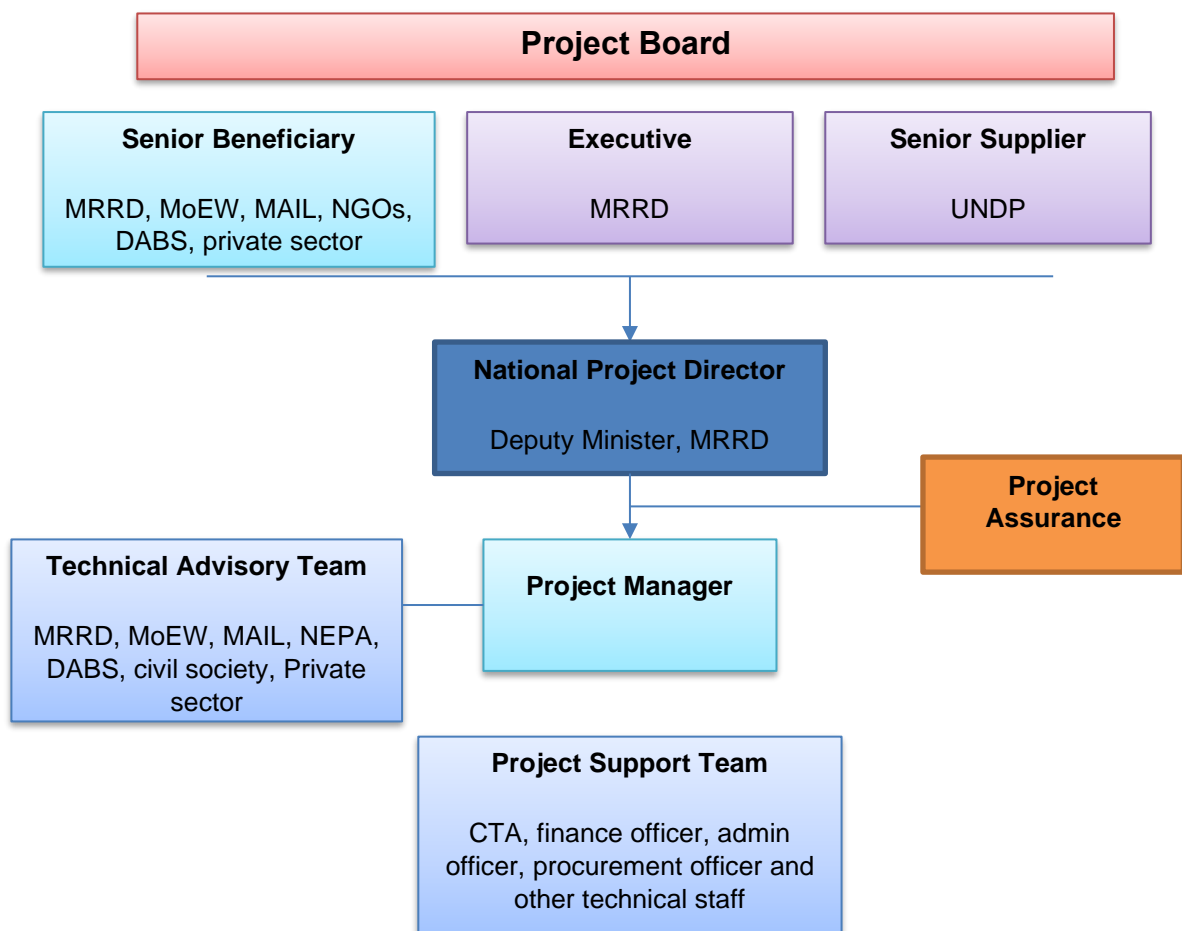 Project Board
Senior Beneficiary
MRRD, MoEW, MAIL, NGOs,
DABS, private sector
Executive
MRRD
Senior Supplier
UNDP
National Project Director
Deputy Minister, MRRD
Project
Assurance
Technical Advisory Team
MRRD, MoEW, MAIL, NEPA,
DABS, civil society, Private
sector
Project Manager
Project Support Team
CTA, finance officer, admin
officer, procurement officer and
other technical staff